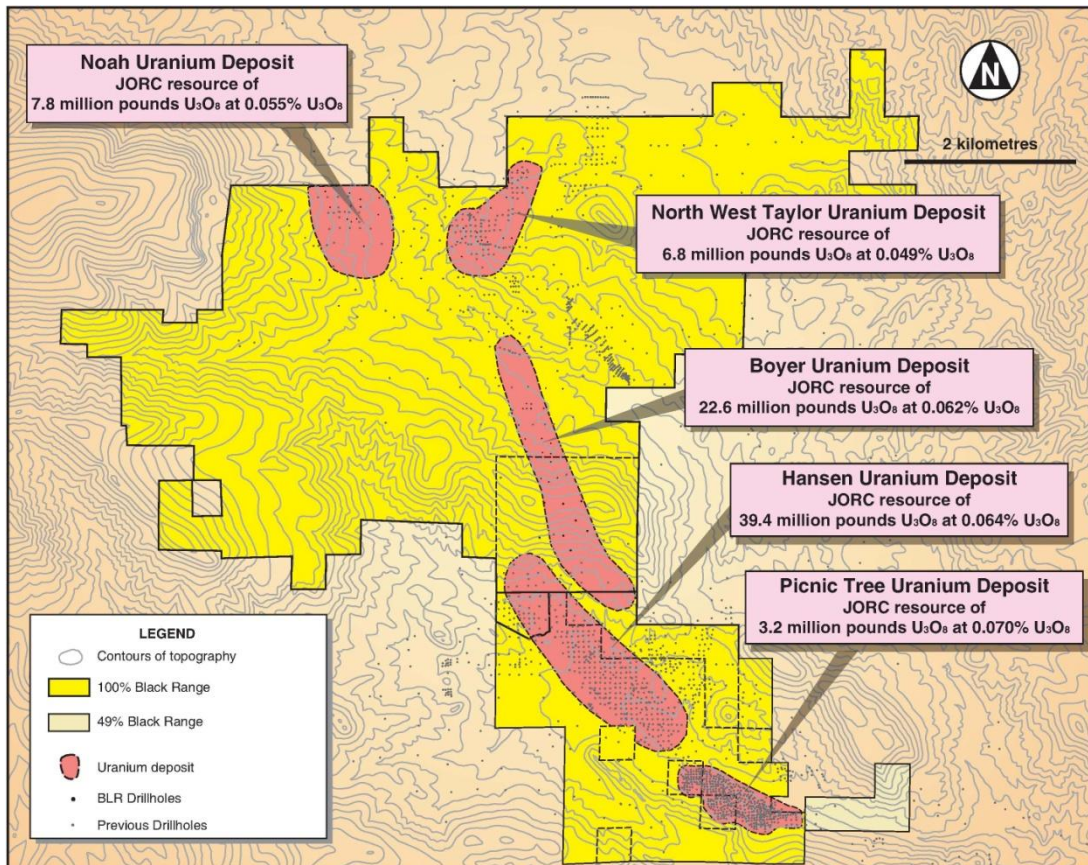 Noah Uranium Deposit
JORC resource of
7.8 million pounds U₃O₈ at 0.055% U₃O₈
N
2 kilometres
North West Taylor Uranium Deposit
JORC resource of
6.8 million pounds U₃O₈ at 0.049% U₃O₈
Boyer Uranium Deposit
JORC resource of
22.6 million pounds U₃O₈ at 0.062% U₃O₈
Hansen Uranium Deposit
JORC resource of
39.4 million pounds U₃O₈ at 0.064% U₃O₈
Picnic Tree Uranium Deposit
JORC resource of
3.2 million pounds U₃O₈ at 0.070% U₃O₈
LEGEND
Contours of topography
100% Black Range
49% Black Range
Uranium deposit
BLR Drillholes
Previous Drillholes